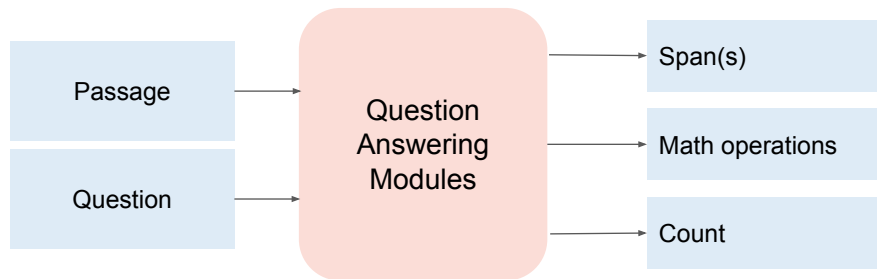 Passage
Question
Question
Answering
Modules
Span(s)
Math operations
Count